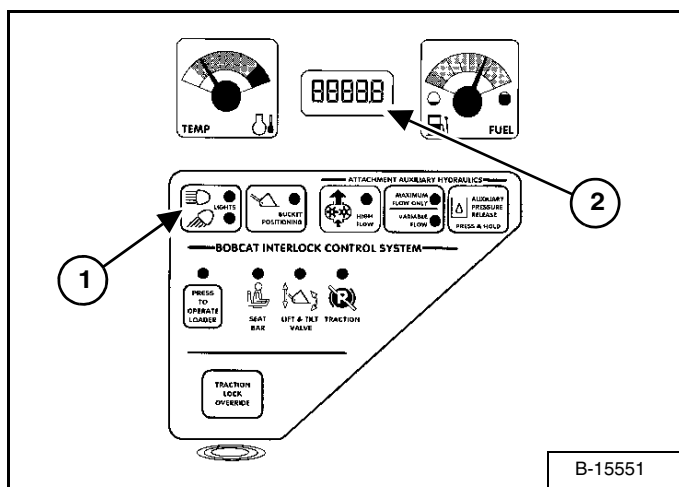 88888
TEMP
FUEL
ATTACHMENT AUXILIARY HYDRAULICS
LIGHTS
BUCKET
POSITIONING
HIGH
FLOW
MAXIMUM
FLOW ONLY
VARIABLE
FLOW
AUXILIARY
PRESSURE
RELEASE
PRESS & HOLD
2
1
BOBCAT INTERLOCK CONTROL SYSTEM
PRESS
TO
OPERATE
LOADER
SEAT
BAR
LIFT & TILT
VALVE
P
TRACTION
TRACTION
LOCK
OVERRIDE
B-15551